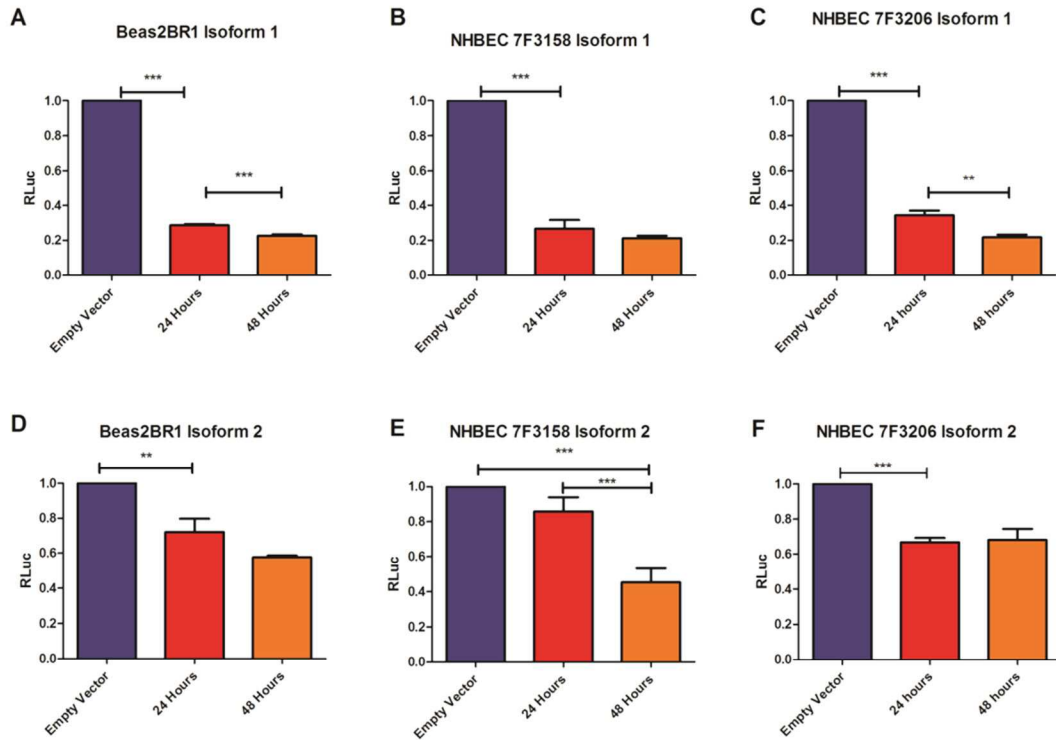 A
Beas2BR1 Isoform 1
***
***
RLuc
1.0
0.8
0.6
0.4
0.2
0.0
Empty Vector
24 Hours
48 Hours
B
NHBEC 7F3158 Isoform 1
***
RLuc
1.0
0.8
0.6
0.4
0.2
0.0
Empty Vector
24 Hours
48 Hours
C
NHBEC 7F3206 Isoform 1
***
**
RLuc
1.0
0.8
0.6
0.4
0.2
0.0
Empty Vector
24 hours
48 hours
D
Beas2BR1 Isoform 2
**
RLuc
1.0
0.8
0.6
0.4
0.2
0.0
Empty Vector
24 Hours
48 Hours
E
NHBEC 7F3158 Isoform 2
***
***
RLuc
1.0
0.8
0.6
0.4
0.2
0.0
Empty Vector
24 Hours
48 Hours
F
NHBEC 7F3206 Isoform 2
***
RLuc
1.0
0.8
0.6
0.4
0.2
0.0
Empty Vector
24 hours
48 Hours